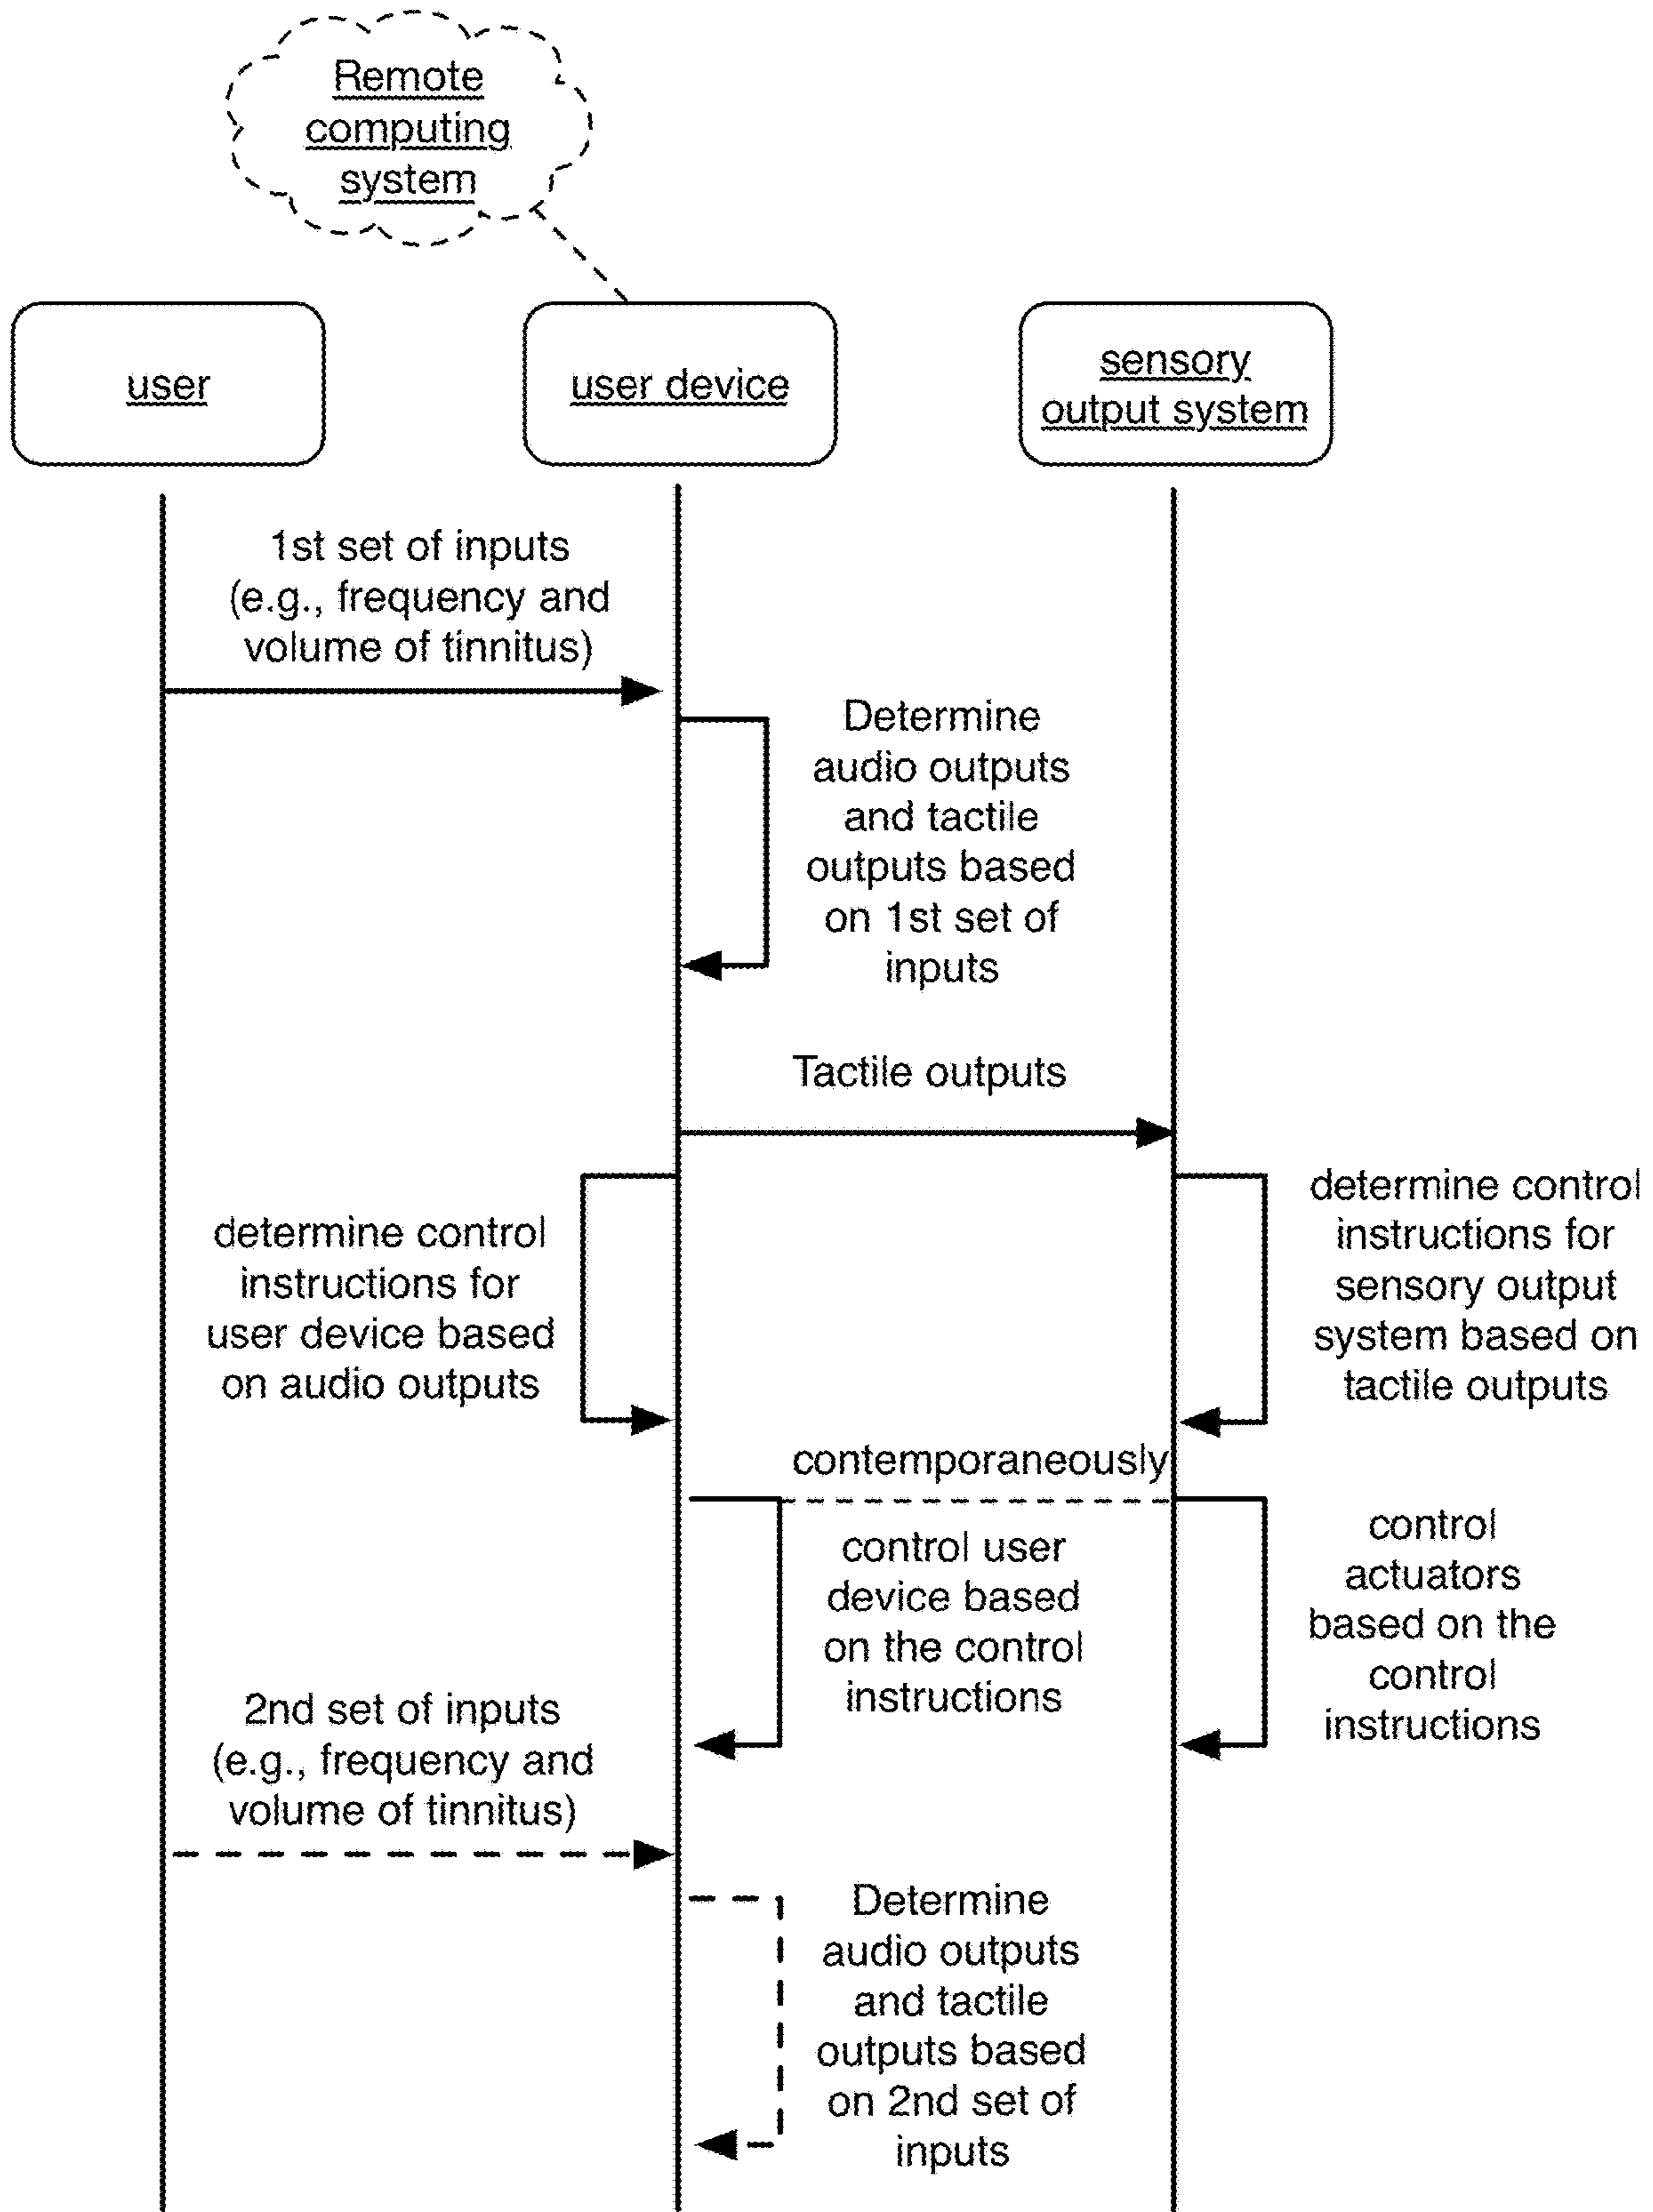 Remote
computing
system
user
user device
sensory
output system
1st set of inputs
(e.g., frequency and
volume of tinnitus)
Determine
audio outputs
and tactile
outputs based
on 1st set of
inputs
Tactile outputs
determine control
instructions for
user device based
on audio outputs
determine control
instructions for
sensory output
system based on
tactile outputs
contemporaneously
control user
device based
on the control
instructions
control
actuators
based on the
control
instructions
2nd set of inputs
(e.g., frequency and
volume of tinnitus)
Determine
audio outputs
and tactile
outputs based
on 2nd set of
inputs